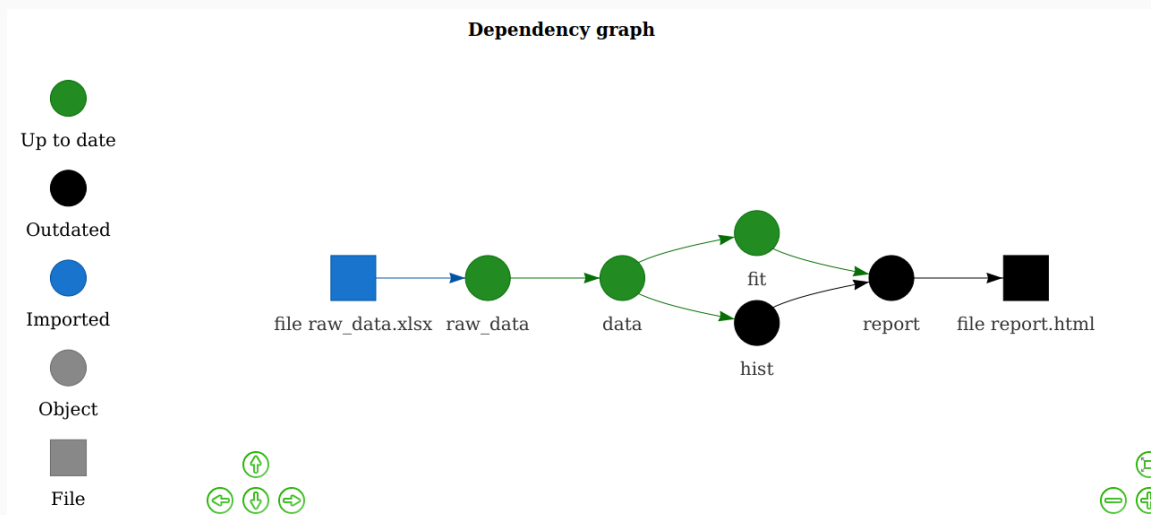 Dependency graph
Up to date
Outdated
Imported
Object
File
file raw_data.xlsx
raw_data
data
fit
hist
report
file report.html